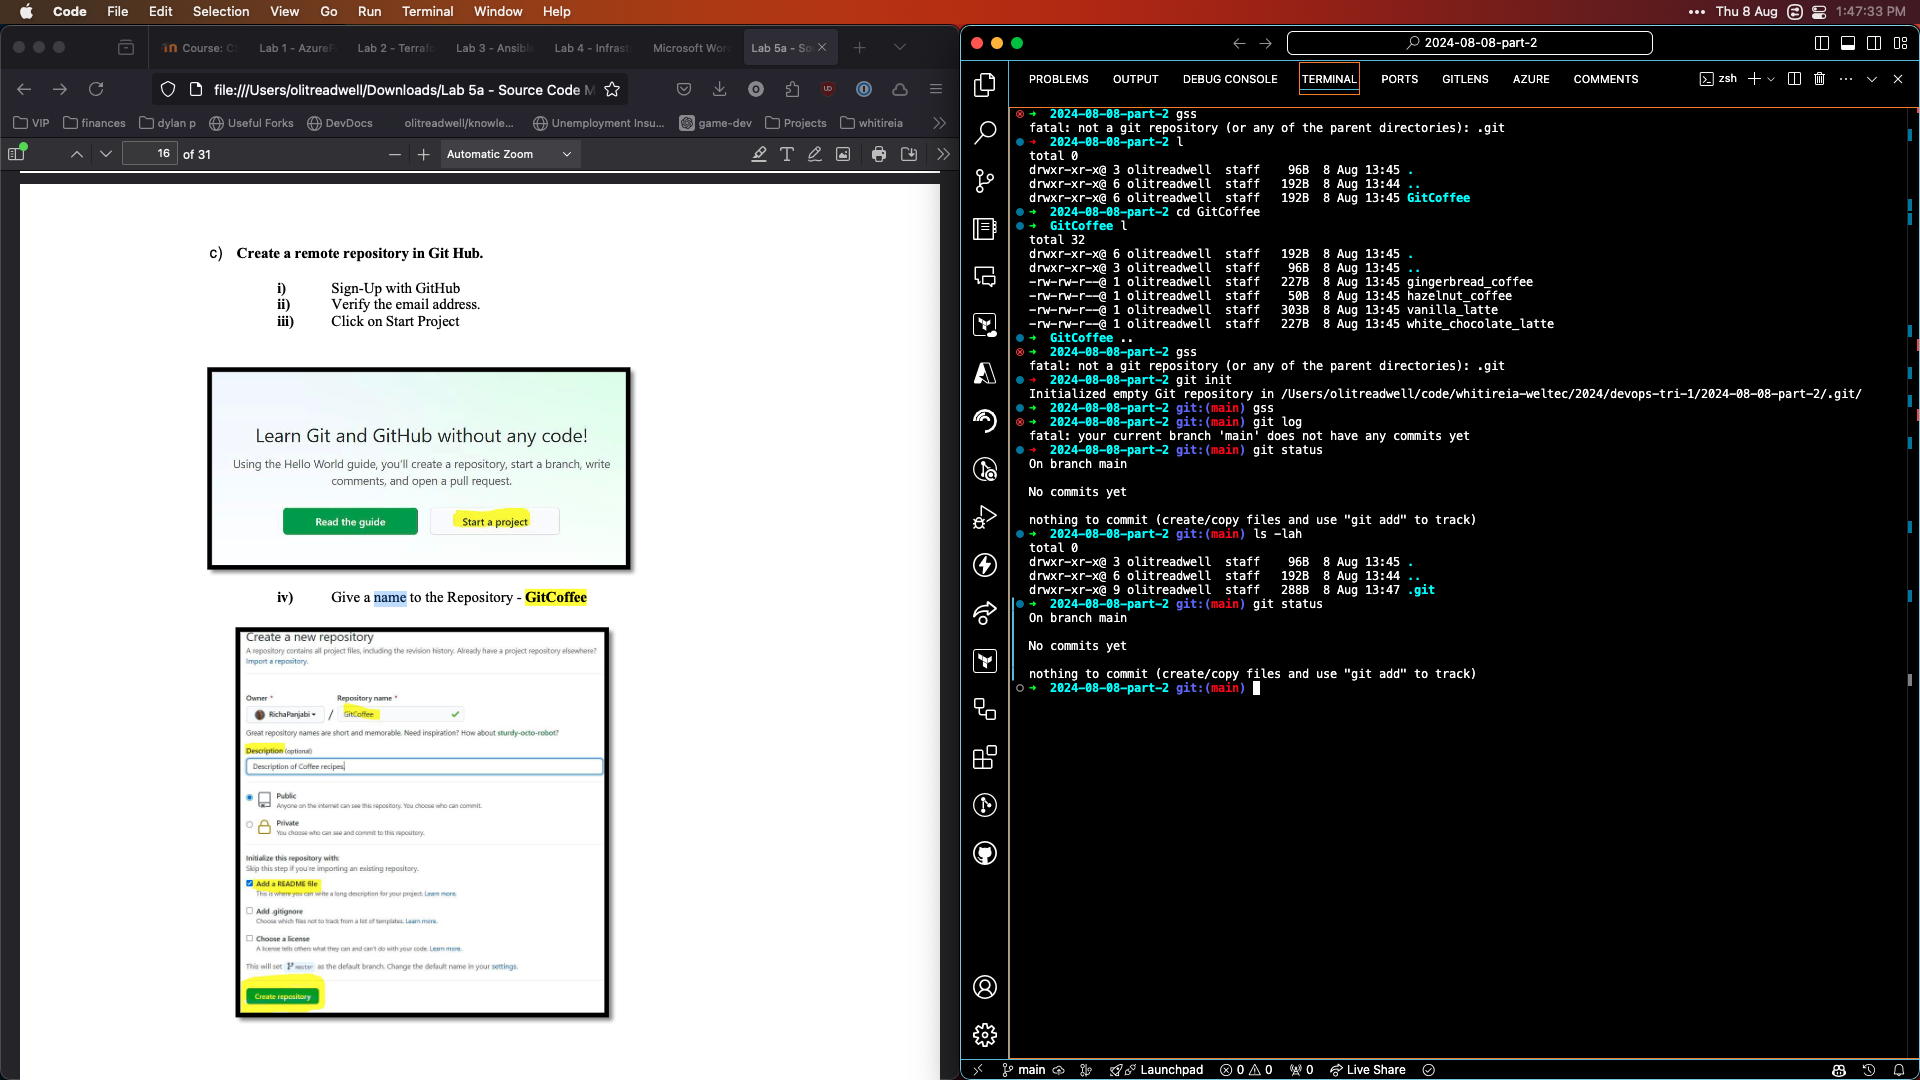 Code File Edit Selection View Go Run Terminal Window Help
Thu 8 Aug 1:47:33 PM
Course: C Lab 1 - Azure Lab 2 - Terrafo Lab 3 - Ansible Lab 4 - Infrast Microsoft Wor Lab 5a - So
file:///Users/olitreadwell/Downloads/Lab 5a - Source Code M
VIP finances dylan p Useful Forks DevDocs olitreadwell/knowle... Unemployment Insu... game-dev Projects whitireia
16 of 31 Automatic Zoom
c) Create a remote repository in Git Hub.
i) Sign-Up with GitHub
ii) Verify the email address.
iii) Click on Start Project
Learn Git and GitHub without any code!
Using the Hello World guide, you'll create a repository, start a branch, write
comments, and open a pull request.
Read the guide Start a project
iv) Give a name to the Repository - GitCoffee
Create a new repository
A repository contains all project files, including the revision history. Already have a project repository elsewhere?
Import a repository.
Owner * Repository name *
RichaPanjabi / GitCoffee
Great repository names are short and memorable. Need inspiration? How about sturdy-octo-robot?
Description (optional)
Description of Coffee recipes
Public
Anyone on the internet can see this repository. You choose who can commit.
Private
You choose who can see and commit to this repository.
Initialize this repository with:
Skip this step if you're importing an existing repository.
Add a README file
This is where you can write a long description for your project. Learn more.
Add .gitignore
Choose which files not to track from a list of templates. Learn more.
Choose a license
A license tells others what they can and can't do with your code. Learn more.
This will set master as the default branch. Change the default name in your settings.
Create repository
2024-08-08-part-2
PROBLEMS OUTPUT DEBUG CONSOLE TERMINAL PORTS GITLENS AZURE COMMENTS zsh
➜ 2024-08-08-part-2 gss
fatal: not a git repository (or any of the parent directories): .git
➜ 2024-08-08-part-2 l
total 0
drwxr-xr-x@ 3 olitreadwell staff 96B 8 Aug 13:45 .
drwxr-xr-x@ 6 olitreadwell staff 192B 8 Aug 13:44 ..
drwxr-xr-x@ 6 olitreadwell staff 192B 8 Aug 13:45 GitCoffee
➜ 2024-08-08-part-2 cd GitCoffee
➜ GitCoffee l
total 32
drwxr-xr-x@ 6 olitreadwell staff 192B 8 Aug 13:45 .
drwxr-xr-x@ 3 olitreadwell staff 96B 8 Aug 13:45 ..
-rw-rw-r--@ 1 olitreadwell staff 227B 8 Aug 13:45 gingerbread_coffee
-rw-rw-r--@ 1 olitreadwell staff 50B 8 Aug 13:45 hazelnut_coffee
-rw-rw-r--@ 1 olitreadwell staff 303B 8 Aug 13:45 vanilla_latte
-rw-rw-r--@ 1 olitreadwell staff 227B 8 Aug 13:45 white_chocolate_latte
➜ GitCoffee ..
➜ 2024-08-08-part-2 gss
fatal: not a git repository (or any of the parent directories): .git
➜ 2024-08-08-part-2 git init
Initialized empty Git repository in /Users/olitreadwell/code/whitireia-weltec/2024/devops-tri-1/2024-08-08-part-2/.git/
➜ 2024-08-08-part-2 git:(main) gss
➜ 2024-08-08-part-2 git:(main) git log
fatal: your current branch 'main' does not have any commits yet
➜ 2024-08-08-part-2 git:(main) git status
On branch main
No commits yet
nothing to commit (create/copy files and use "git add" to track)
➜ 2024-08-08-part-2 git:(main) ls -lah
total 0
drwxr-xr-x@ 3 olitreadwell staff 96B 8 Aug 13:45 .
drwxr-xr-x@ 6 olitreadwell staff 192B 8 Aug 13:44 ..
drwxr-xr-x@ 9 olitreadwell staff 288B 8 Aug 13:47 .git
➜ 2024-08-08-part-2 git:(main) git status
On branch main
No commits yet
nothing to commit (create/copy files and use "git add" to track)
➜ 2024-08-08-part-2 git:(main)
main Launchpad 0 0 0 Live Share